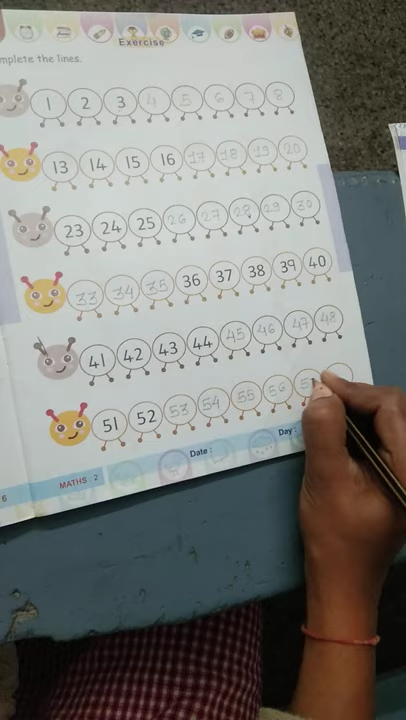 Exercise
mplete the lines.
1 2 3 4 5 6 7 8
13 14 15 16 17 18 19 20
23 24 25 26 27 28 29 30
33 34 35 36 37 38 39 40
41 42 43 44 45 46 47 48
51 52 53 54 55 56 5
Date :
Day :
6
MATHS 2